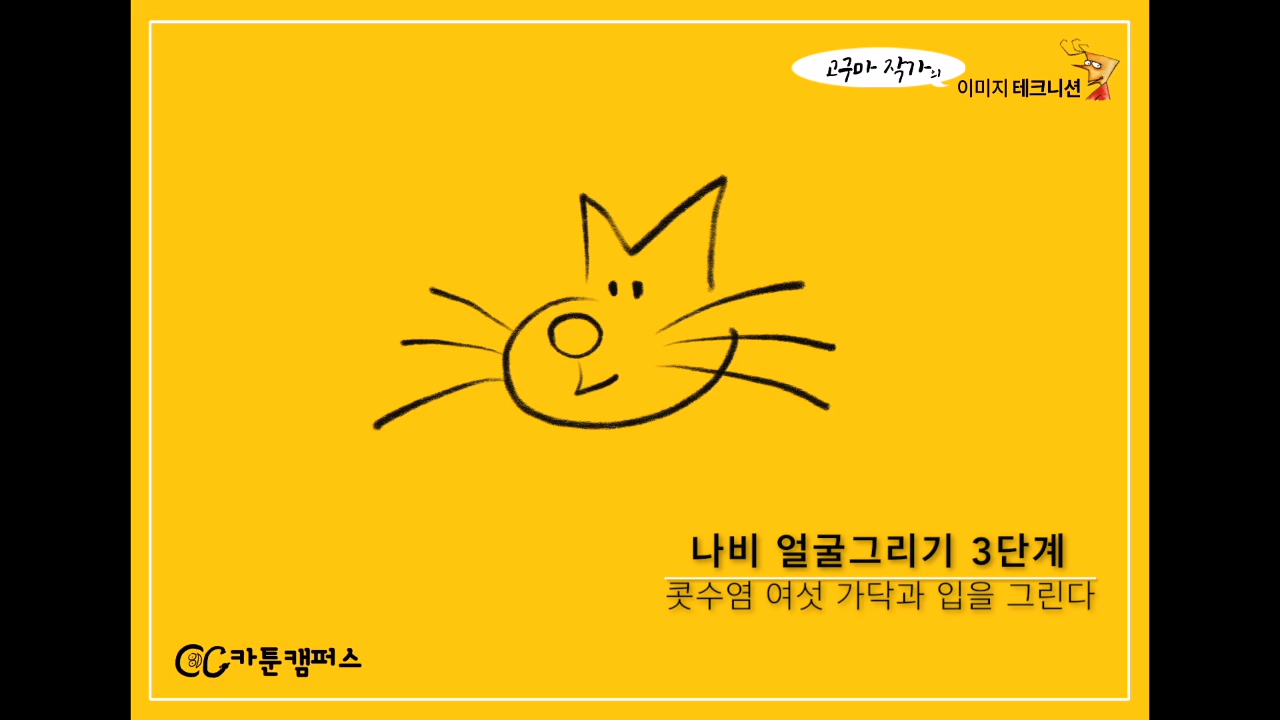 고구마 작가의
이미지 테크니션
나비 얼굴그리기 3단계
콧수염 여섯 가닥과 입을 그린다
카툰캠퍼스